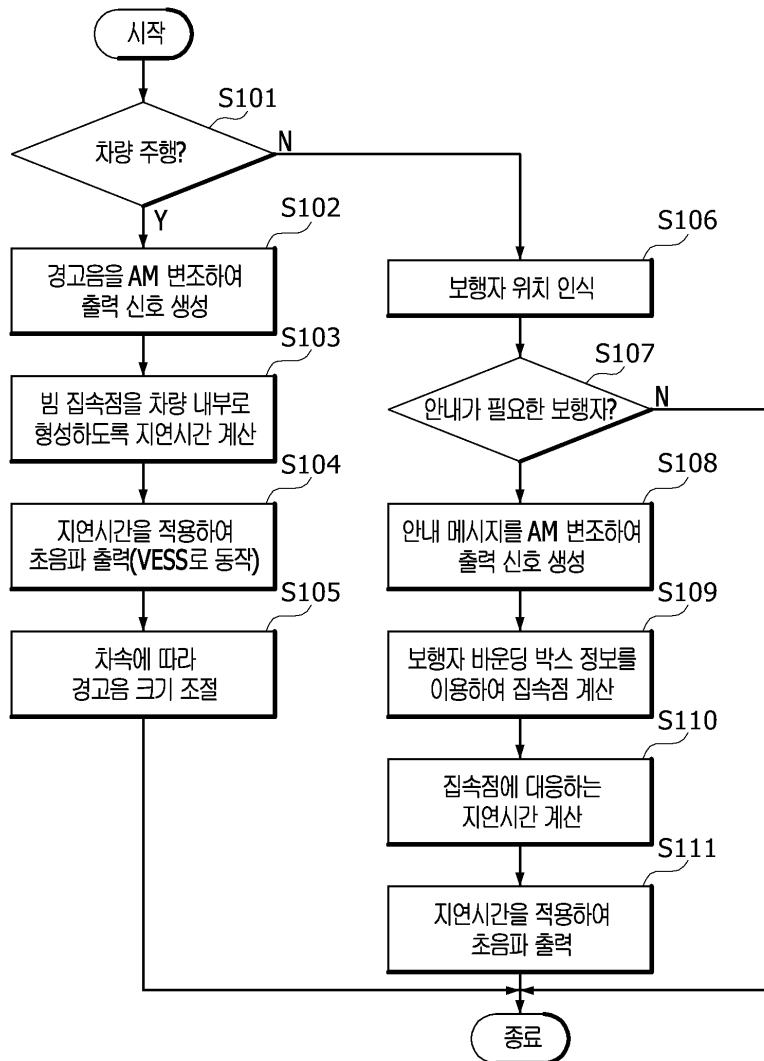 시작
S101
차량 주행?
N
Y
S102
경고음을 AM 변조하여
출력 신호 생성
S103
빔 집속점을 차량 내부로
형성하도록 지연시간 계산
S104
지연시간을 적용하여
초음파 출력(VESS로 동작)
S105
차속에 따라
경고음 크기 조절
S106
보행자 위치 인식
S107
안내가 필요한 보행자?
N
S108
안내 메시지를 AM 변조하여
출력 신호 생성
S109
보행자 바운딩 박스 정보를
이용하여 집속점 계산
S110
집속점에 대응하는
지연시간 계산
S111
지연시간을 적용하여
초음파 출력
종료